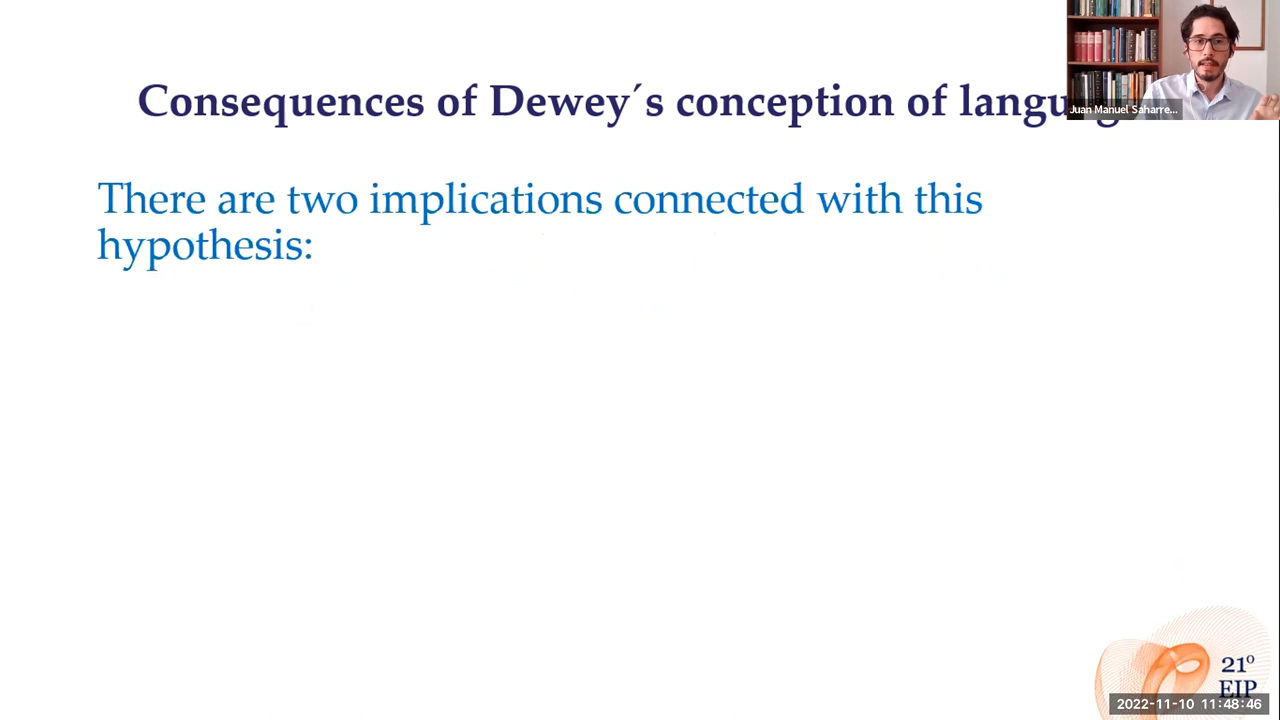 Consequences of Dewey´s conception of
Juan Manuel Saharre...
There are two implications connected with this
hypothesis:
21º
EIP
2022-11-10 11:48:46